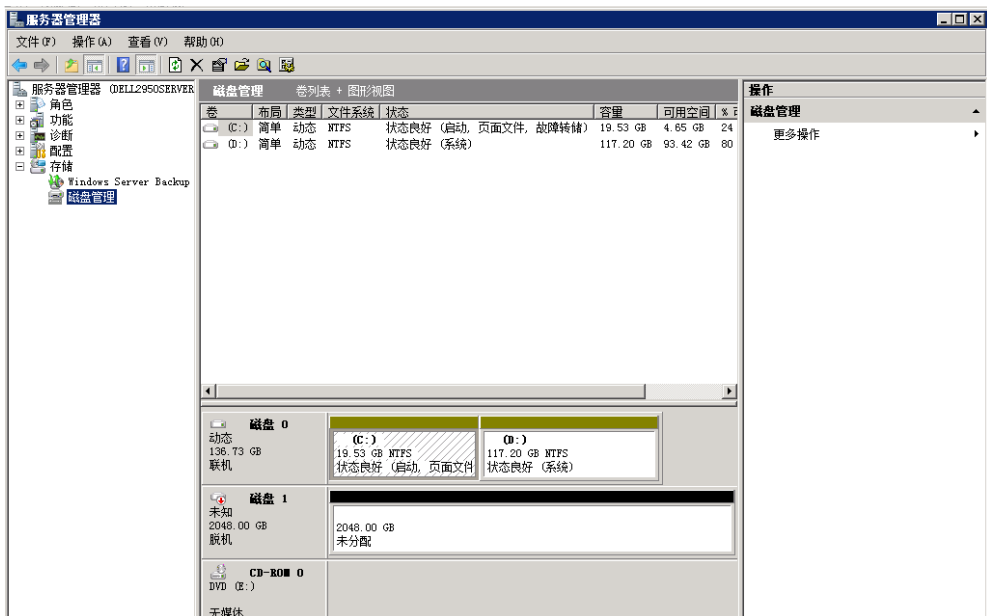 服务器管理器
文件(F) 操作(A) 查看(V) 帮助(H)
服务器管理器 (DELL2950SERVER
角色
功能
诊断
配置
存储
Windows Server Backup
磁盘管理
磁盘管理 卷列表 + 图形视图
卷 布局 类型 文件系统 状态 容量 可用空间 %
(C:) 简单 动态 NTFS 状态良好 (启动, 页面文件, 故障转储) 19.53 GB 4.65 GB 24
(D:) 简单 动态 NTFS 状态良好 (系统) 117.20 GB 93.42 GB 80
磁盘 0
动态
136.73 GB
联机
(C:)
19.53 GB NTFS
状态良好 (启动, 页面文件
(D:)
117.20 GB NTFS
状态良好 (系统)
磁盘 1
未知
2048.00 GB
脱机
2048.00 GB
未分配
CD-ROM 0
DVD (E:)
无媒体
操作
磁盘管理
更多操作